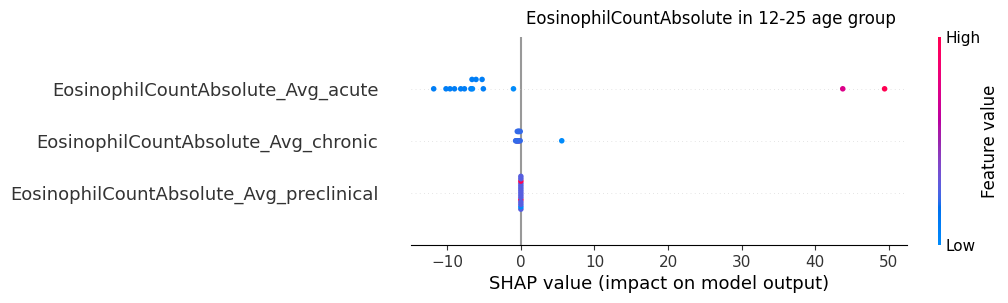 EosinophilCountAbsolute in 12-25 age group
High
EosinophilCountAbsolute_Avg_acute
EosinophilCountAbsolute_Avg_chronic
EosinophilCountAbsolute_Avg_preclinical
Feature value
Low
−10 0 10 20 30 40 50
SHAP value (impact on model output)